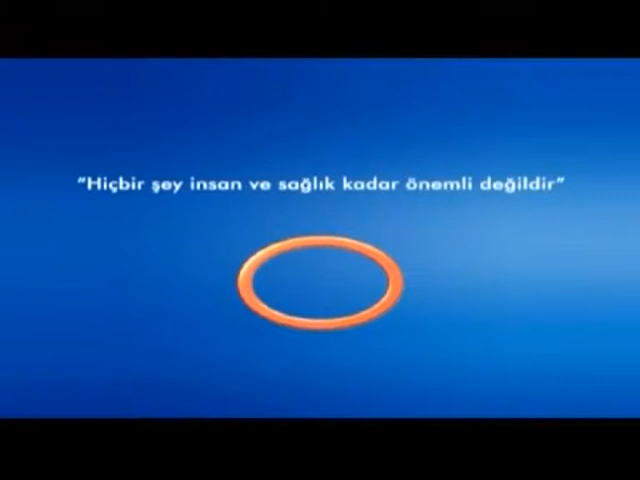 “Hiçbir şey insan ve sağlık kadar önemli değildir”